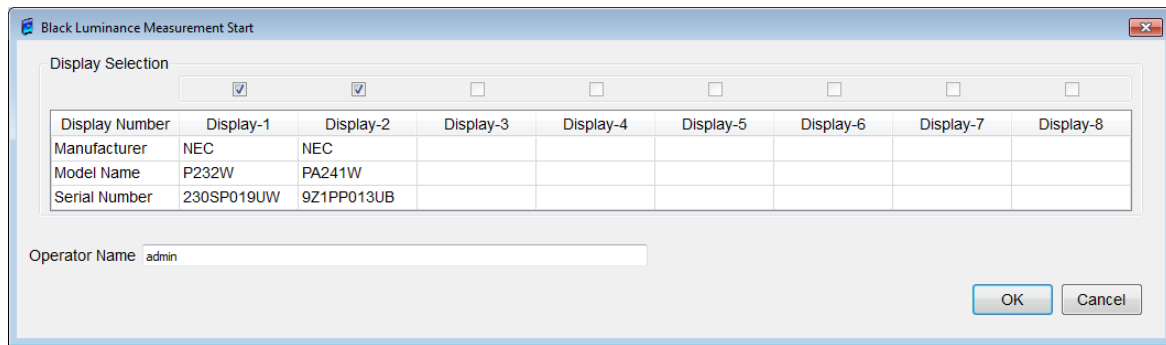 Black Luminance Measurement Start
Display Selection
Display Number Display-1 Display-2 Display-3 Display-4 Display-5 Display-6 Display-7 Display-8
Manufacturer NEC NEC
Model Name P232W PA241W
Serial Number 230SP019UW 9Z1PP013UB
Operator Name admin
OK Cancel